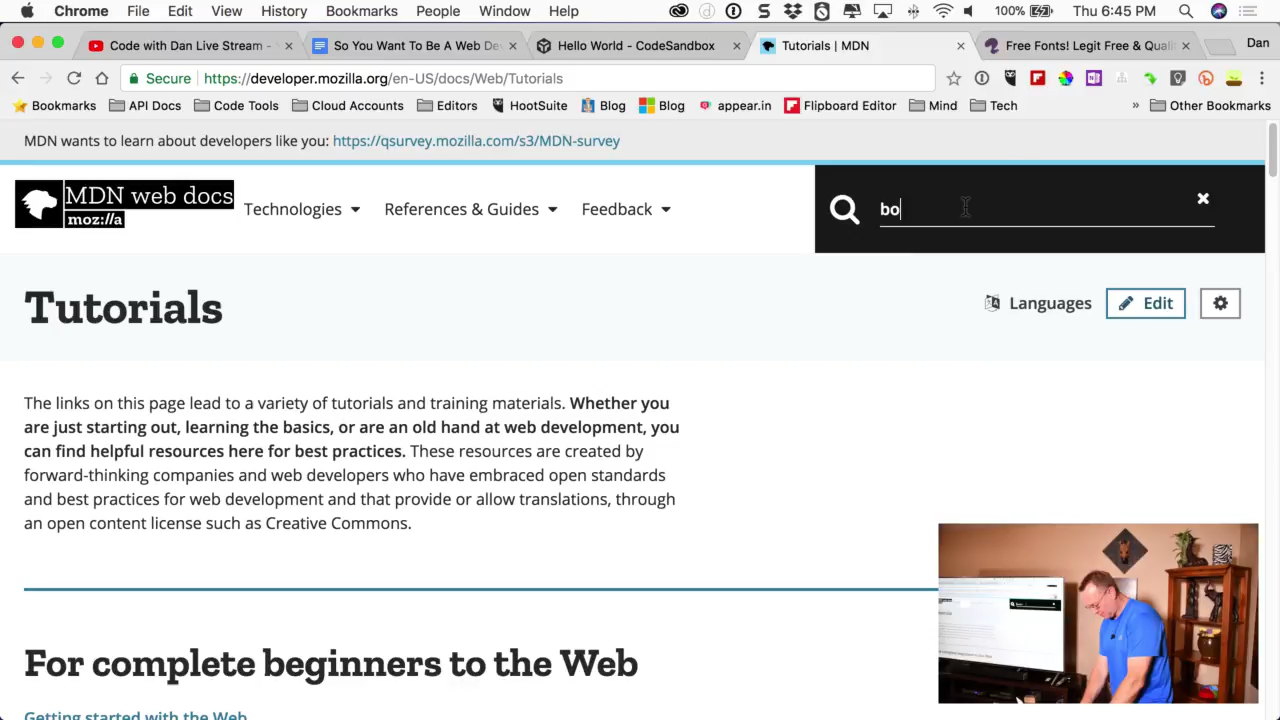 Chrome File Edit View History Bookmarks People Window Help 100% Thu 6:45 PM
Code with Dan Live Stream - So You Want To Be A Web De Hello World - CodeSandbox Tutorials | MDN Free Fonts! Legit Free & Quali Dan
Secure https://developer.mozilla.org/en-US/docs/Web/Tutorials
Bookmarks API Docs Code Tools Cloud Accounts Editors HootSuite Blog Blog appear.in Flipboard Editor Mind Tech » Other Bookmarks
MDN wants to learn about developers like you: https://qsurvey.mozilla.com/s3/MDN-survey
MDN web docs
moz://a
Technologies References & Guides Feedback
bo
Tutorials
Languages Edit
The links on this page lead to a variety of tutorials and training materials. Whether you
are just starting out, learning the basics, or are an old hand at web development, you
can find helpful resources here for best practices. These resources are created by
forward-thinking companies and web developers who have embraced open standards
and best practices for web development and that provide or allow translations, through
an open content license such as Creative Commons.
For complete beginners to the Web
Getting started with the Web